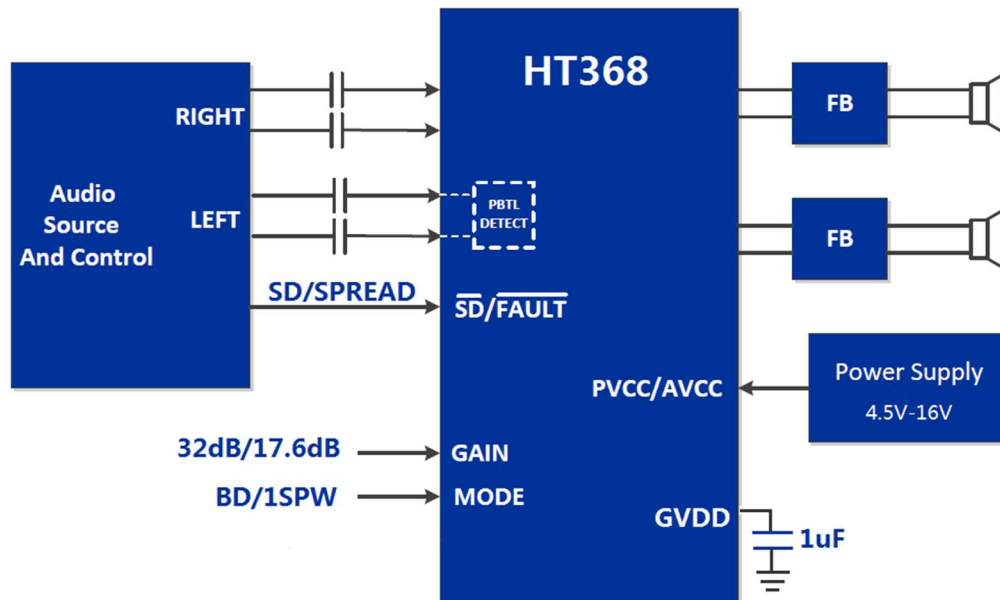 HT368
RIGHT
LEFT
Audio
Source
And Control
PBTL
DETECT
FB
FB
SD/SPREAD
SD/FAULT
PVCC/AVCC
Power Supply
4.5V-16V
32dB/17.6dB
GAIN
BD/1SPW
MODE
GVDD
1uF